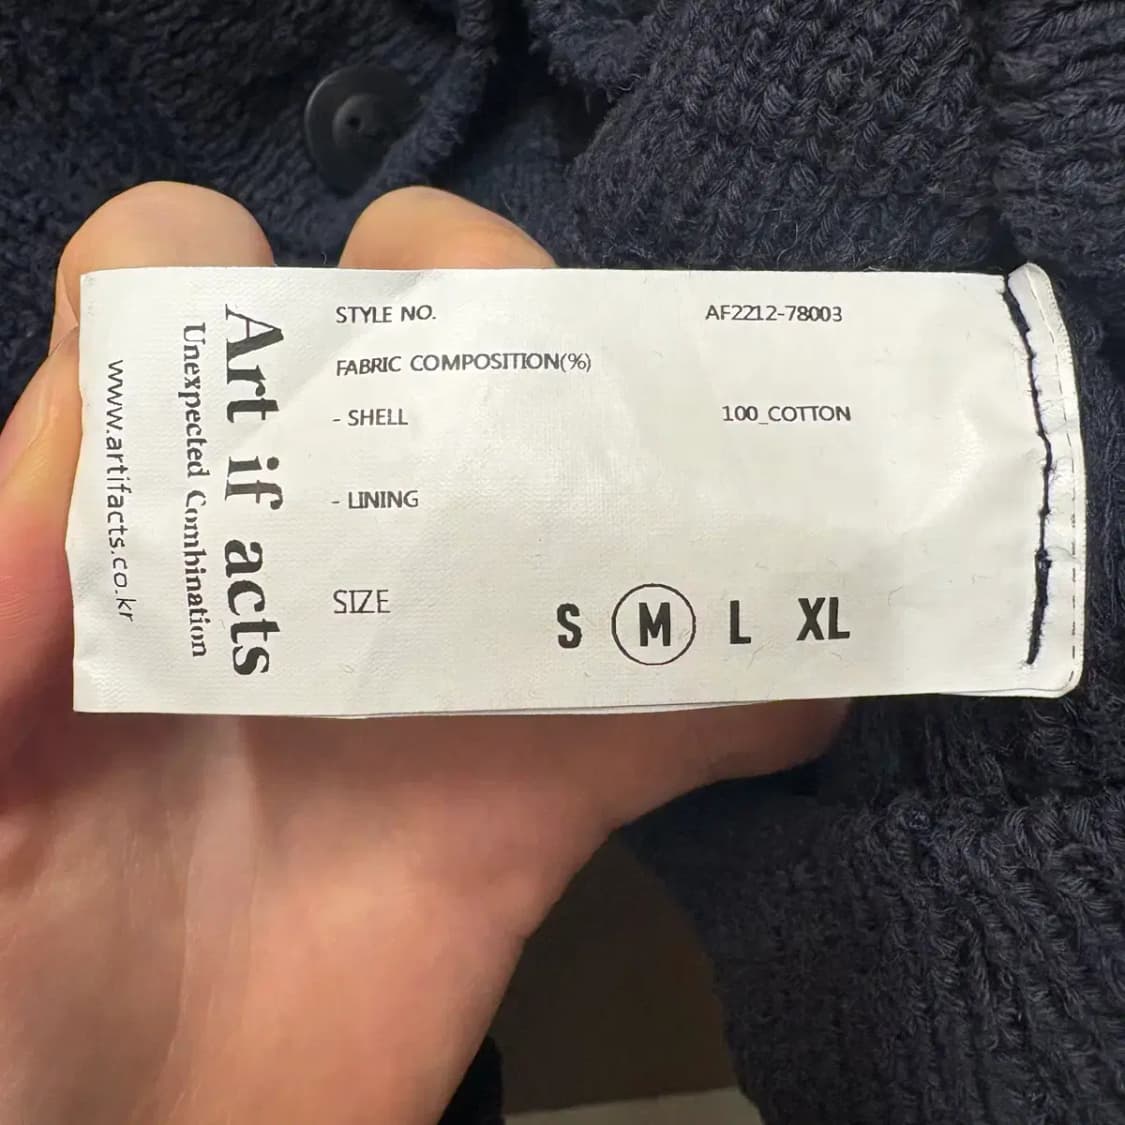 Art if acts
Unexpected Combination
www.artifacts.co.kr
STYLE NO. AF2212-78003
FABRIC COMPOSITION(%)
- SHELL 100_COTTON
- LINING
SIZE S M L XL